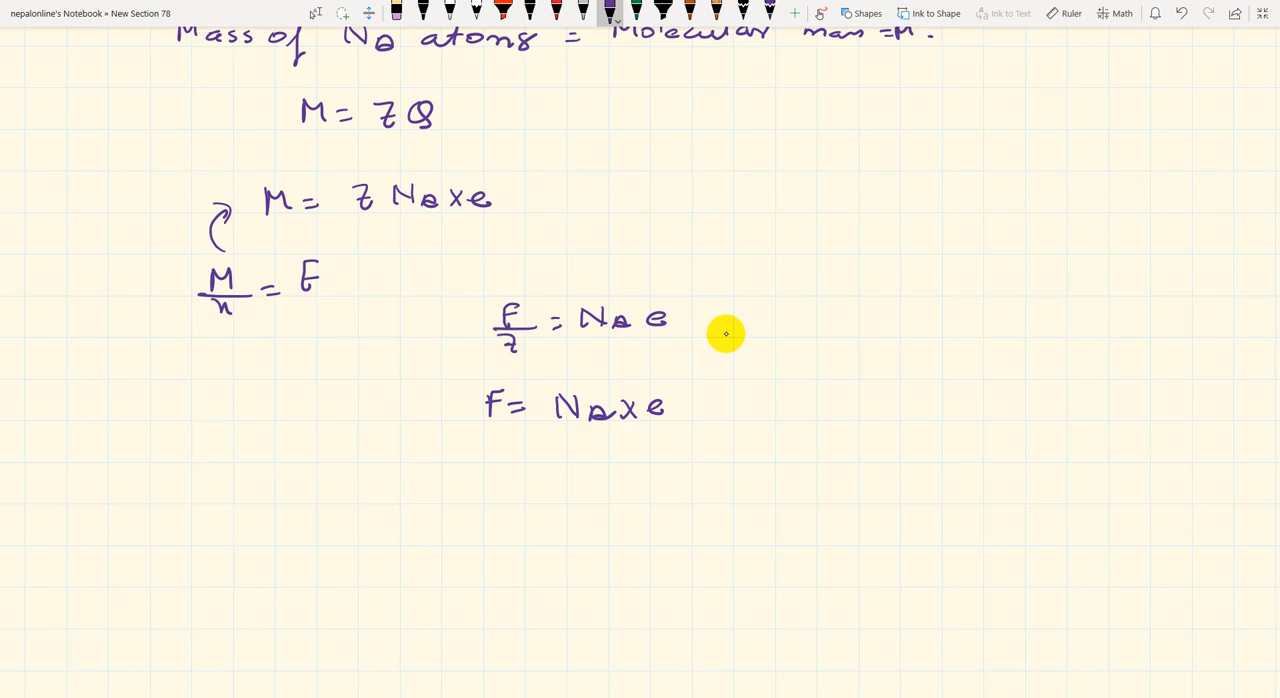 nepalonline's Notebook » New Section 78
Ink to Shape Shapes Ink to Text Ruler Math
Mass of NA atoms = Molecular mass = M.
M = ZQ
M = Z NA x e
M/n = E
E/Z = NA e
F = NA x e